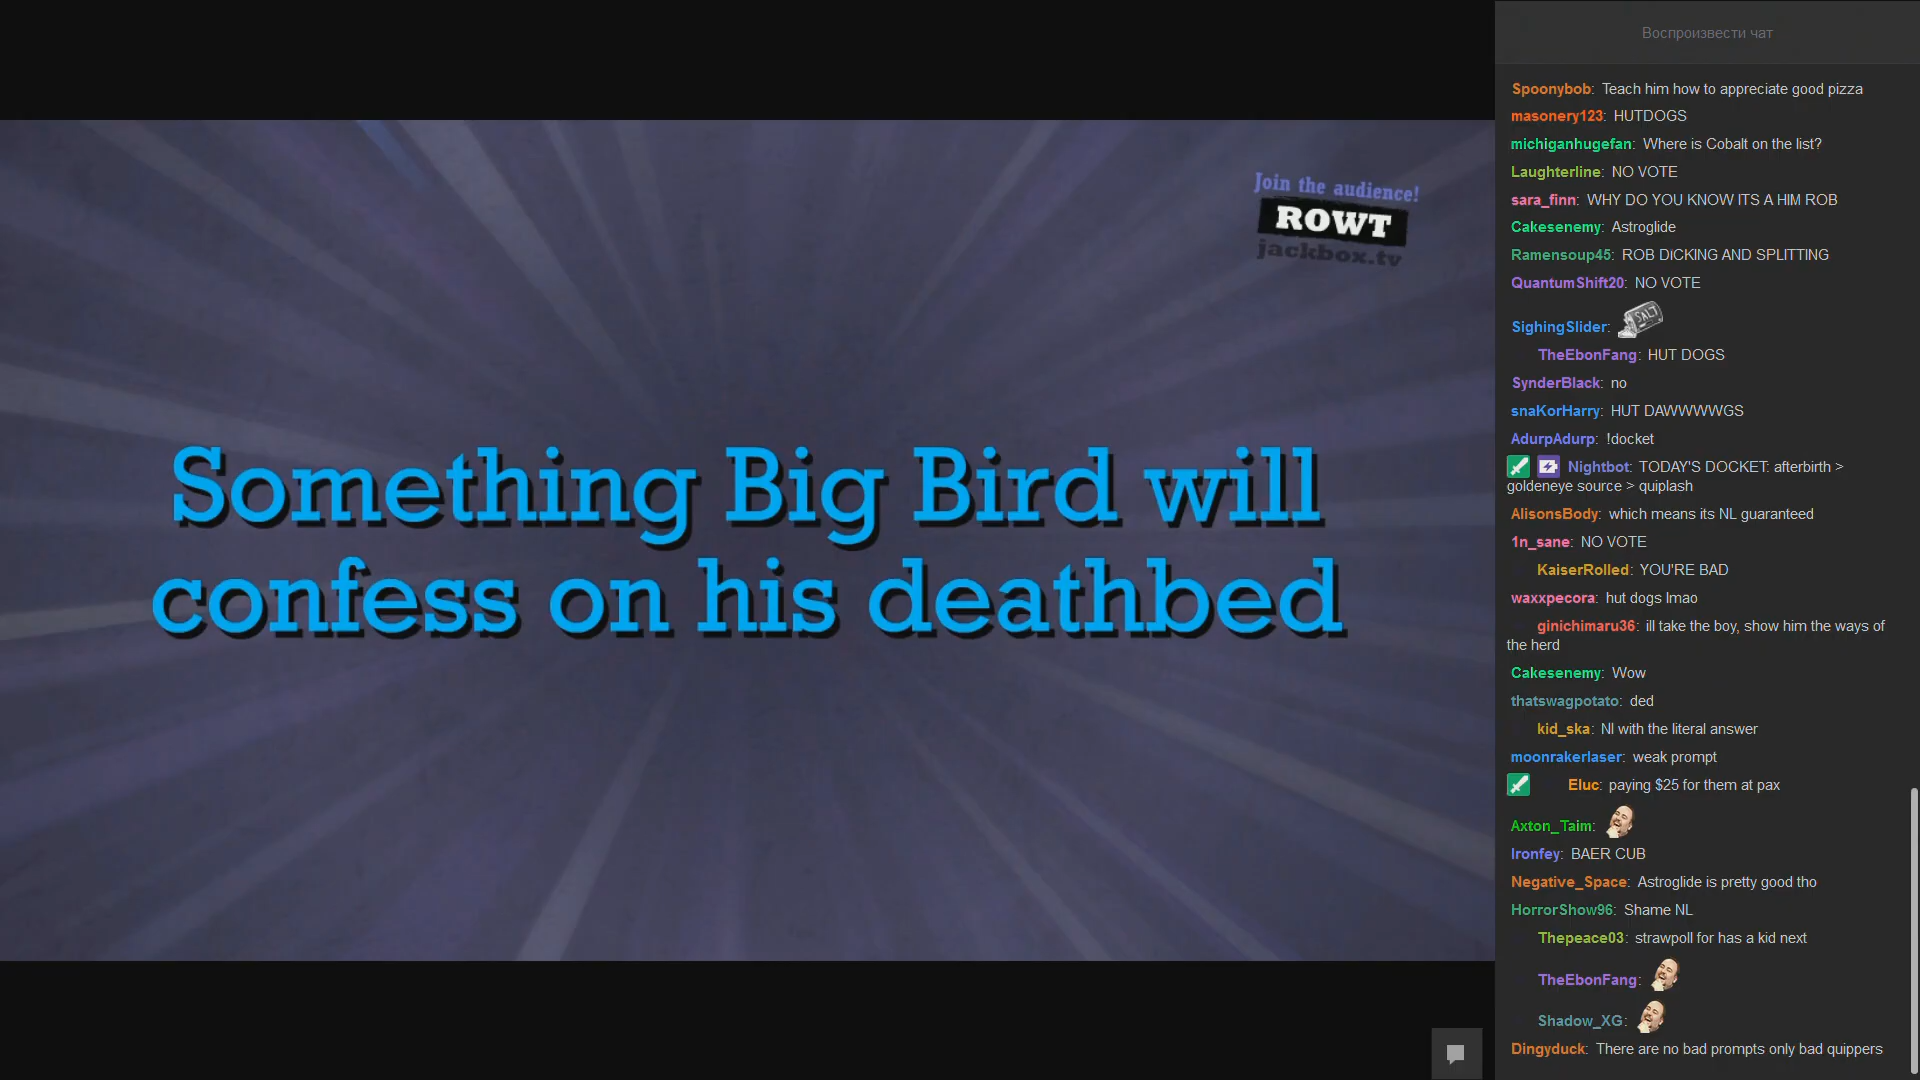 Join the audience!
ROWT
jackbox.tv
Something Big Bird will
confess on his deathbed
Воспроизвести чат
Spoonybob: Teach him how to appreciate good pizza
masonery123: HUTDOGS
michiganhugefan: Where is Cobalt on the list?
Laughterline: NO VOTE
sara_finn: WHY DO YOU KNOW ITS A HIM ROB
Cakesenemy: Astroglide
Ramensoup45: ROB DICKING AND SPLITTING
QuantumShift20: NO VOTE
SighingSlider: SALT
TheEbonFang: HUT DOGS
SynderBlack: no
snaKorHarry: HUT DAWWWWGS
AdurpAdurp: !docket
Nightbot: TODAY'S DOCKET: afterbirth >
goldeneye source > quiplash
AlisonsBody: which means its NL guaranteed
1n_sane: NO VOTE
KaiserRolled: YOU'RE BAD
waxxpecora: hut dogs lmao
ginichimaru36: ill take the boy, show him the ways of
the herd
Cakesenemy: Wow
thatswagpotato: ded
kid_ska: Nl with the literal answer
moonrakerlaser: weak prompt
Eluc: paying $25 for them at pax
Axton_Taim:
Ironfey: BAER CUB
Negative_Space: Astroglide is pretty good tho
HorrorShow96: Shame NL
Thepeace03: strawpoll for has a kid next
TheEbonFang:
Shadow_XG:
Dingyduck: There are no bad prompts only bad quippers